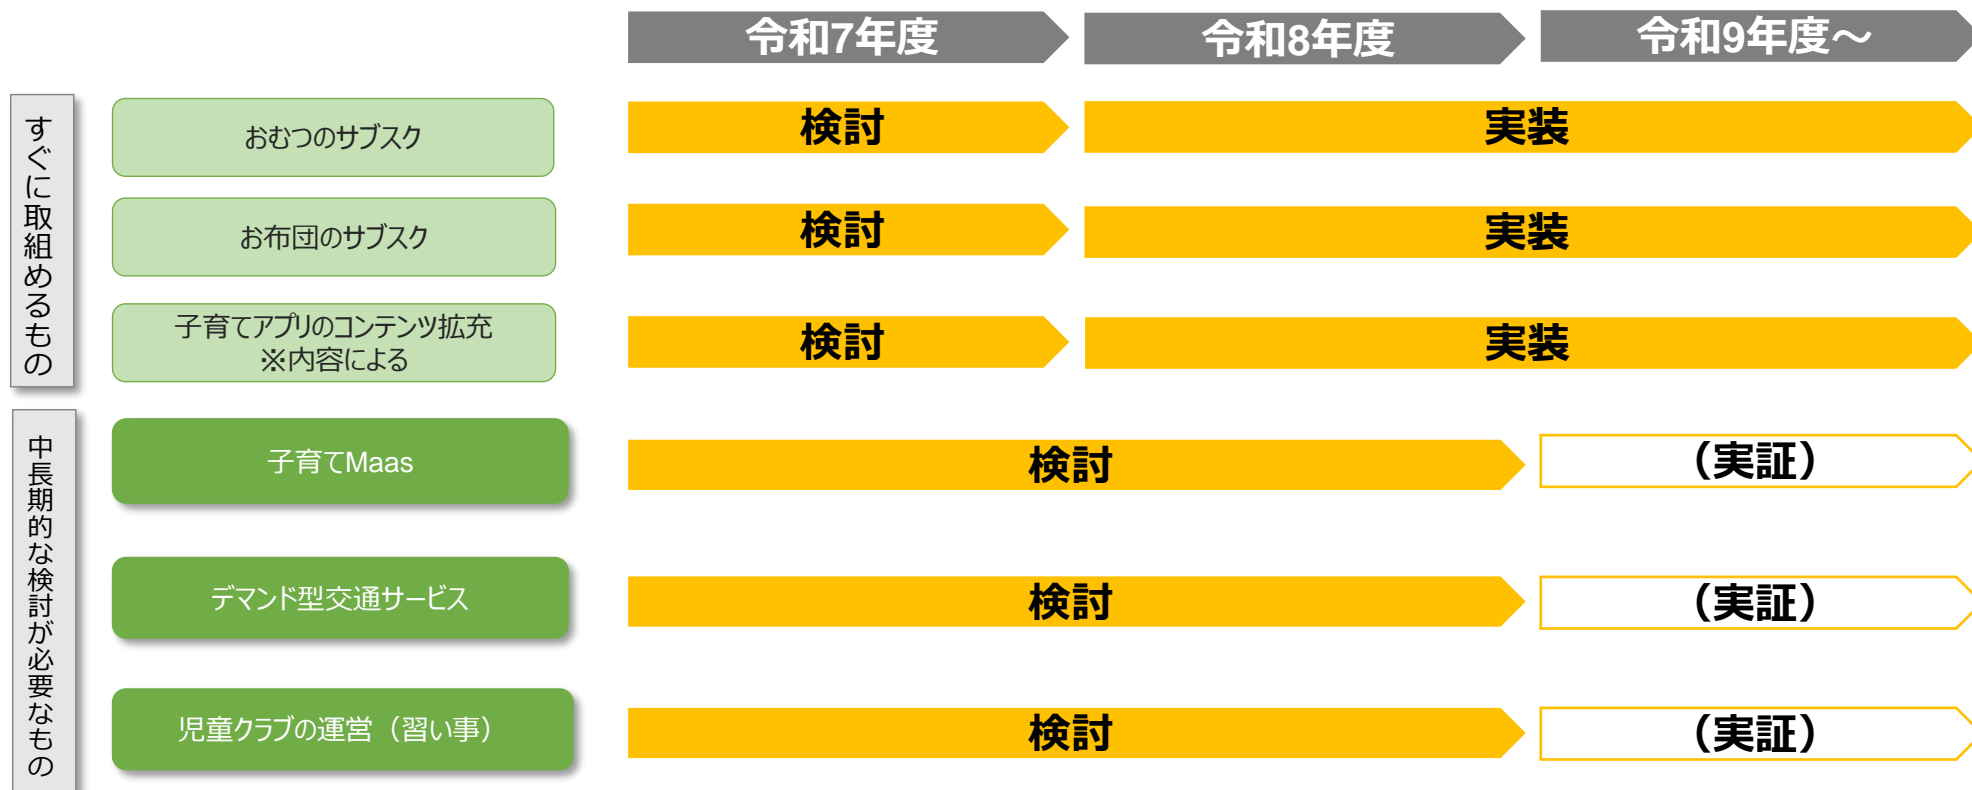 令和7年度
令和8年度
令和9年度～
すぐに取組めるもの
おむつのサブスク
検討
実装
お布団のサブスク
検討
実装
子育てアプリのコンテンツ拡充
※内容による
検討
実装
中長期的な検討が必要なもの
子育てMaas
検討
（実証）
デマンド型交通サービス
検討
（実証）
児童クラブの運営（習い事）
検討
（実証）